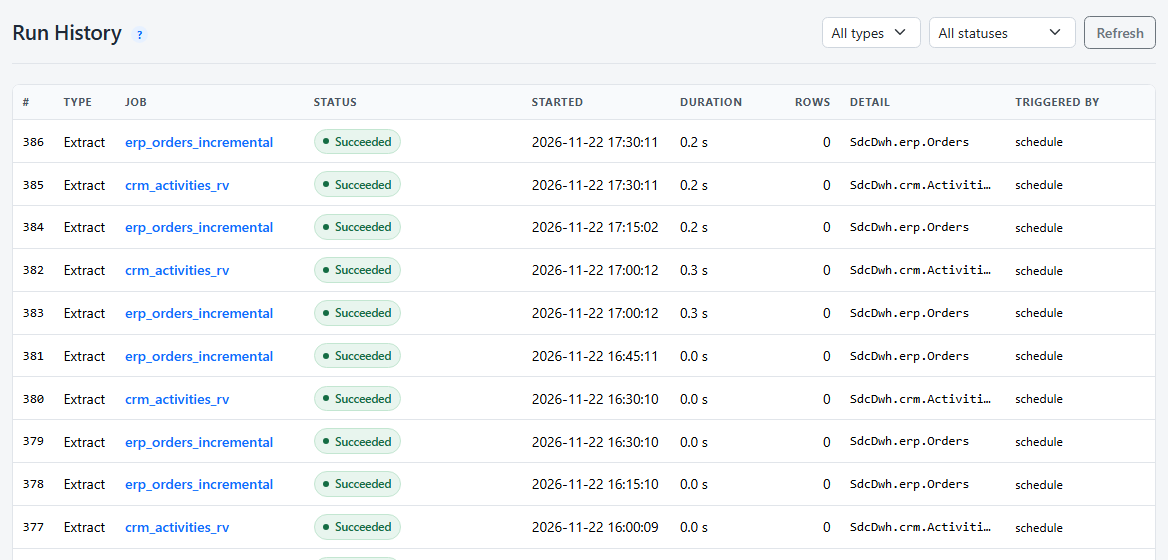 Run History ? All types All statuses Refresh
# TYPE JOB STATUS STARTED DURATION ROWS DETAIL TRIGGERED BY
386 Extract erp_orders_incremental Succeeded 2026-11-22 17:30:11 0.2 s 0 SdcDwh.erp.Orders schedule
385 Extract crm_activities_rv Succeeded 2026-11-22 17:30:11 0.2 s 0 SdcDwh.crm.Activiti… schedule
384 Extract erp_orders_incremental Succeeded 2026-11-22 17:15:02 0.2 s 0 SdcDwh.erp.Orders schedule
382 Extract crm_activities_rv Succeeded 2026-11-22 17:00:12 0.3 s 0 SdcDwh.crm.Activiti… schedule
383 Extract erp_orders_incremental Succeeded 2026-11-22 17:00:12 0.3 s 0 SdcDwh.erp.Orders schedule
381 Extract erp_orders_incremental Succeeded 2026-11-22 16:45:11 0.0 s 0 SdcDwh.erp.Orders schedule
380 Extract crm_activities_rv Succeeded 2026-11-22 16:30:10 0.0 s 0 SdcDwh.crm.Activiti… schedule
379 Extract erp_orders_incremental Succeeded 2026-11-22 16:30:10 0.0 s 0 SdcDwh.erp.Orders schedule
378 Extract erp_orders_incremental Succeeded 2026-11-22 16:15:10 0.0 s 0 SdcDwh.erp.Orders schedule
377 Extract crm_activities_rv Succeeded 2026-11-22 16:00:09 0.0 s 0 SdcDwh.crm.Activiti… schedule